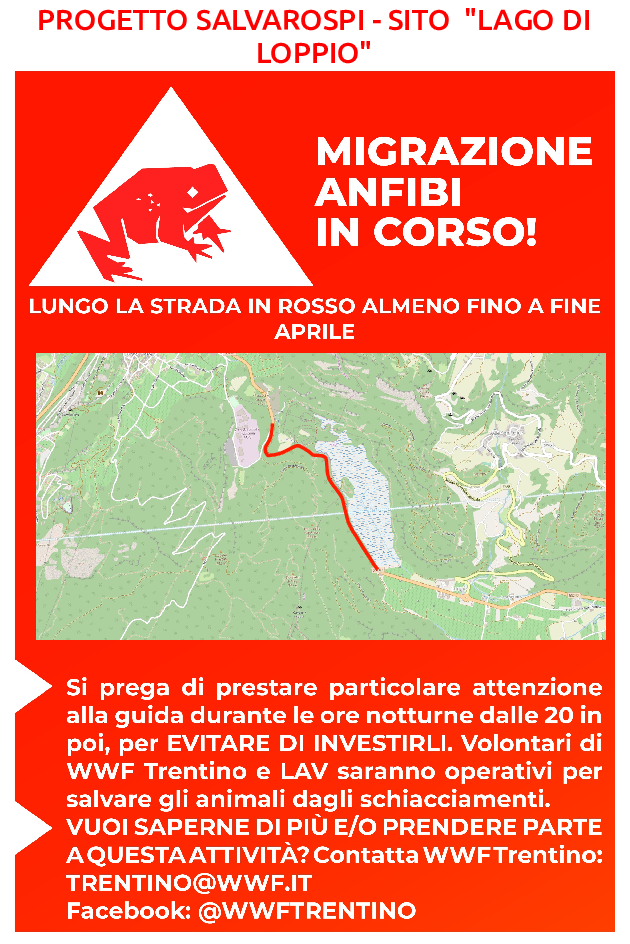 PROGETTO SALVAROSPI - SITO "LAGO DI
LOPPIO"
MIGRAZIONE
ANFIBI
IN CORSO!
LUNGO LA STRADA IN ROSSO ALMENO FINO A FINE
APRILE
Si prega di prestare particolare attenzione
alla guida durante le ore notturne dalle 20 in
poi, per EVITARE DI INVESTIRLI. Volontari di
WWF Trentino e LAV saranno operativi per
salvare gli animali dagli schiacciamenti.
VUOI SAPERNE DI PIÙ E/O PRENDERE PARTE
A QUESTA ATTIVITÀ? Contatta WWF Trentino:
TRENTINO@WWF.IT
Facebook: @WWFTRENTINO